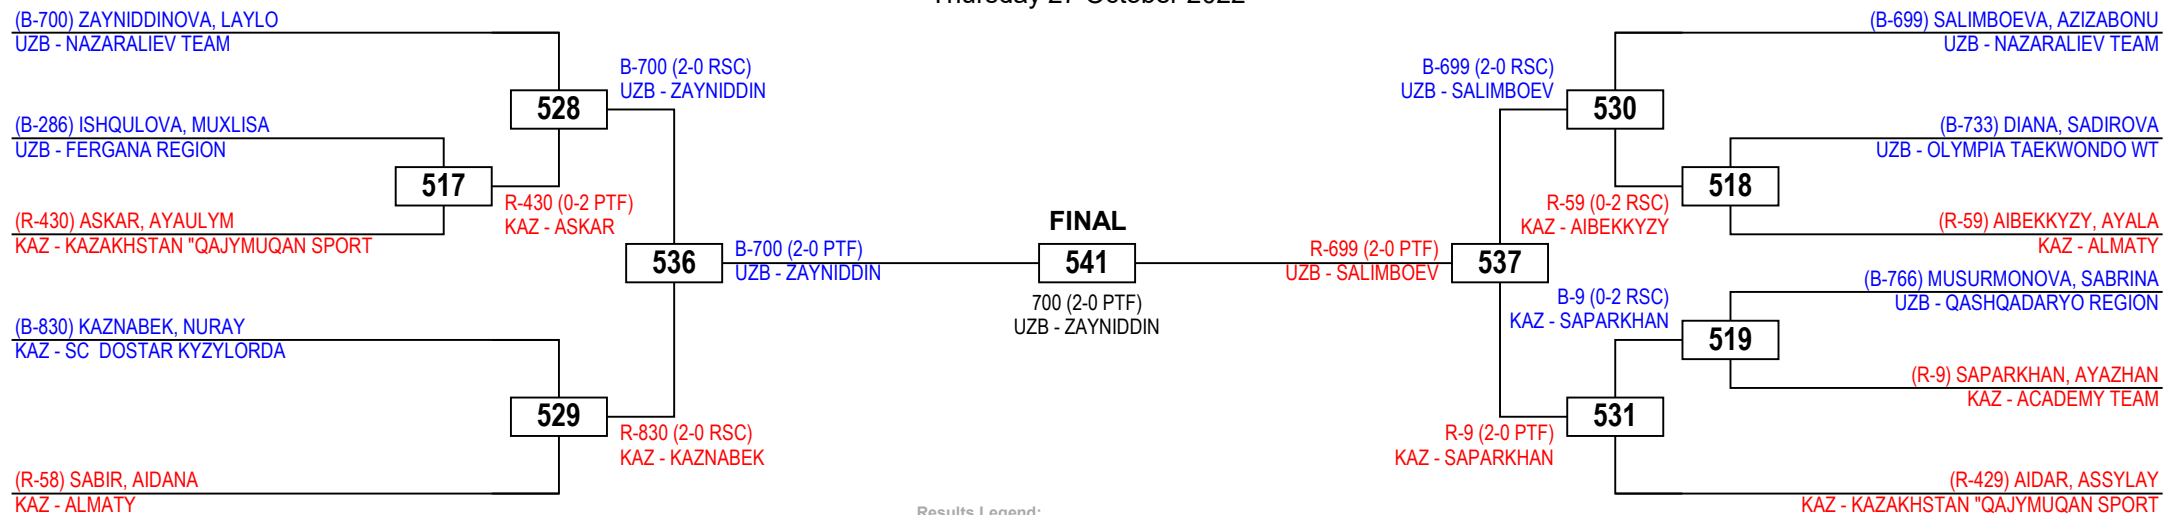 Thursday 27 October 2022
(B-700) ZAYNIDDINOVA, LAYLO
UZB - NAZARALIEV TEAM
(B-286) ISHQULOVA, MUXLISA
UZB - FERGANA REGION
(R-430) ASKAR, AYAULYM
KAZ - KAZAKHSTAN "QAJYMUQAN SPORT
(B-830) KAZNABEK, NURAY
KAZ - SC  DOSTAR KYZYLORDA
(R-58) SABIR, AIDANA
KAZ - ALMATY
517
R-430 (0-2 PTF)
KAZ - ASKAR
528
B-700 (2-0 RSC)
UZB - ZAYNIDDIN
529
R-830 (2-0 RSC)
KAZ - KAZNABEK
536
B-700 (2-0 PTF)
UZB - ZAYNIDDIN
FINAL
541
700 (2-0 PTF)
UZB - ZAYNIDDIN
R-699 (2-0 PTF)
UZB - SALIMBOEV
537
B-699 (2-0 RSC)
UZB - SALIMBOEV
530
R-59 (0-2 RSC)
KAZ - AIBEKKYZY
518
B-9 (0-2 RSC)
KAZ - SAPARKHAN
519
R-9 (2-0 PTF)
KAZ - SAPARKHAN
531
(B-699) SALIMBOEVA, AZIZABONU
UZB - NAZARALIEV TEAM
(B-733) DIANA, SADIROVA
UZB - OLYMPIA TAEKWONDO WT
(R-59) AIBEKKYZY, AYALA
KAZ - ALMATY
(B-766) MUSURMONOVA, SABRINA
UZB - QASHQADARYO REGION
(R-9) SAPARKHAN, AYAZHAN
KAZ - ACADEMY TEAM
(R-429) AIDAR, ASSYLAY
KAZ - KAZAKHSTAN "QAJYMUQAN SPORT
Results Legend: